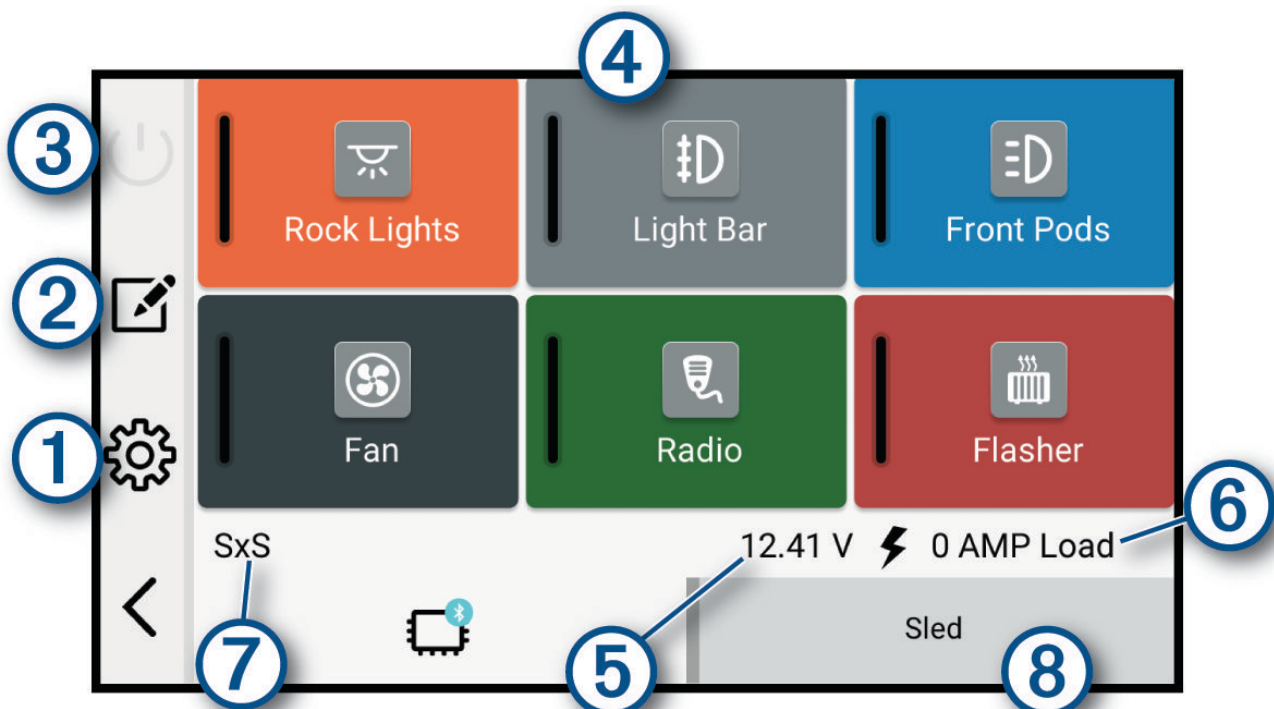 4
3
Rock Lights
Light Bar
Front Pods
2
1
Fan
Radio
Flasher
6
SxS
12.41 V
0 AMP Load
Sled
7
5
8